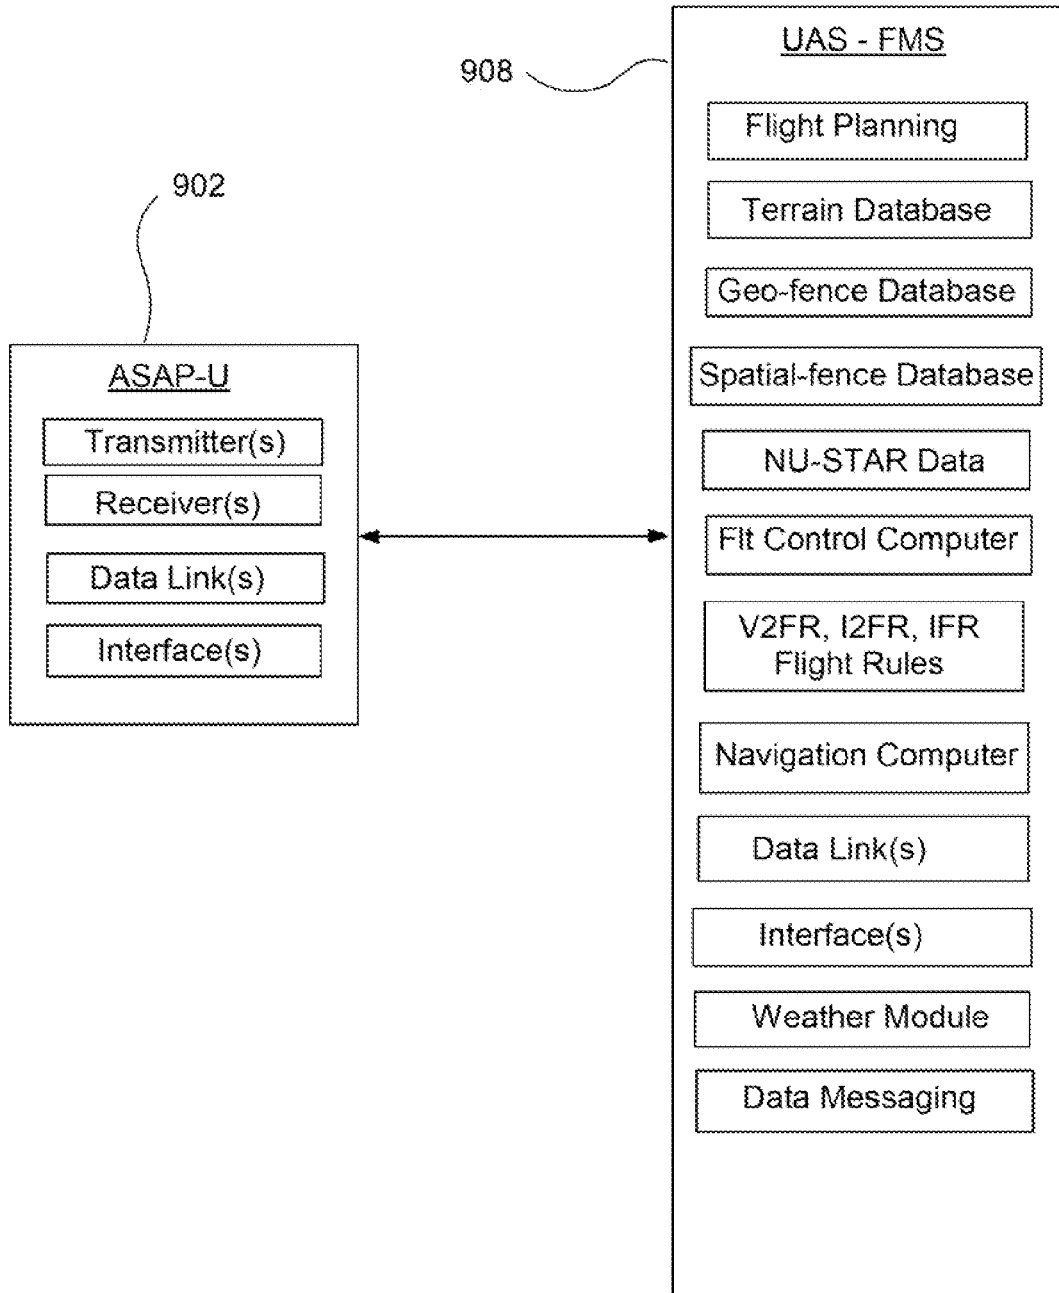 908
UAS - FMS
Flight Planning
Terrain Database
Geo-fence Database
Spatial-fence Database
NU-STAR Data
Flt Control Computer
V2FR, I2FR, IFR
Flight Rules
Navigation Computer
Data Link(s)
Interface(s)
Weather Module
Data Messaging
902
ASAP-U
Transmitter(s)
Receiver(s)
Data Link(s)
Interface(s)